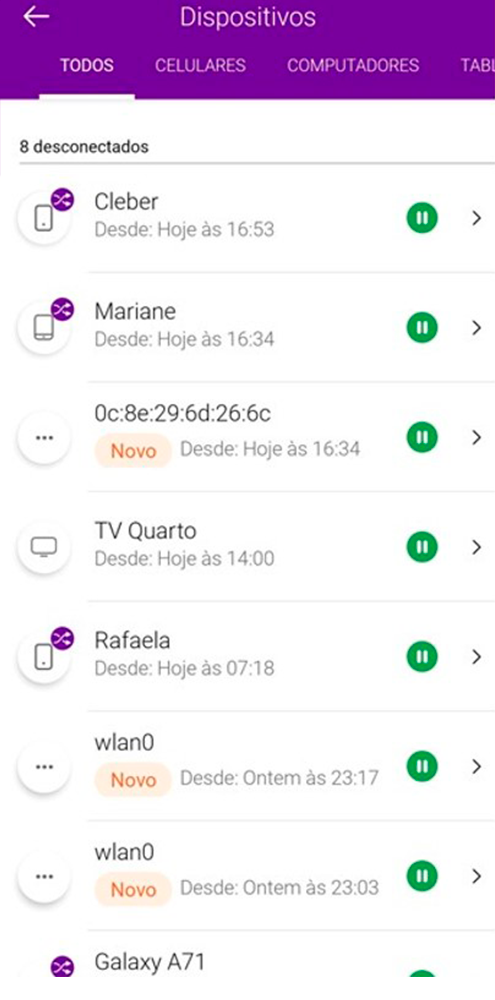 Dispositivos
TODOS CELULARES COMPUTADORES TABL
8 desconectados
Cleber
Desde: Hoje às 16:53
Mariane
Desde: Hoje às 16:34
0c:8e:29:6d:26:6c
Novo Desde: Hoje às 16:34
TV Quarto
Desde: Hoje às 14:00
Rafaela
Desde: Hoje às 07:18
wlan0
Novo Desde: Ontem às 23:17
wlan0
Novo Desde: Ontem às 23:03
Galaxy A71